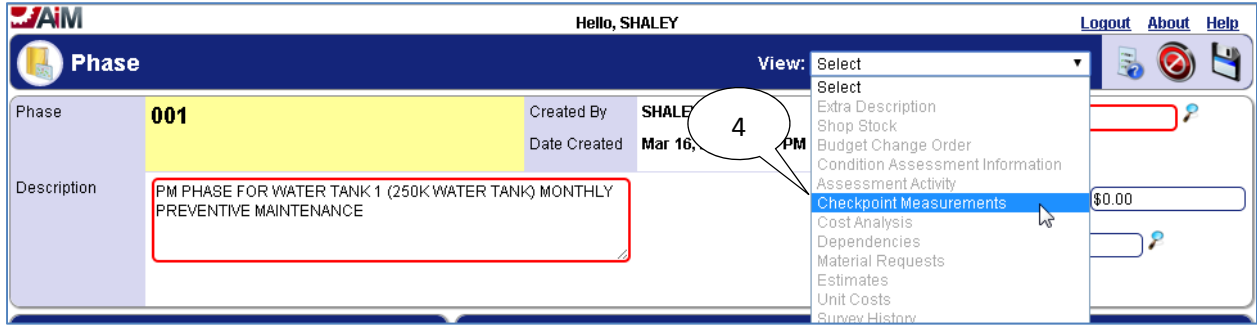 AiM
Hello, SHALEY
Logout About Help
Phase
View: Select
Select
Extra Description
Shop Stock
Budget Change Order
Condition Assessment Information
Assessment Activity
Checkpoint Measurements
Cost Analysis
Dependencies
Material Requests
Estimates
Unit Costs
Survey History
Phase
001
Created By
SHALE
Date Created
Mar 16,
PM
4
Description
PM PHASE FOR WATER TANK 1 (250K WATER TANK) MONTHLY
PREVENTIVE MAINTENANCE
$0.00